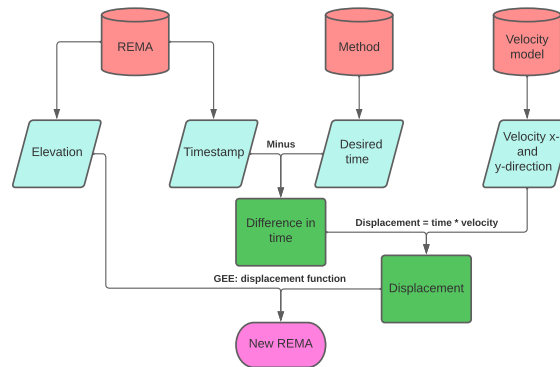 REMA
Method
Velocity
model
Elevation
Timestamp
Minus
Desired
time
Velocity x-
and
y-direction
Difference in
time
Displacement = time * velocity
Displacement
GEE: displacement function
New REMA